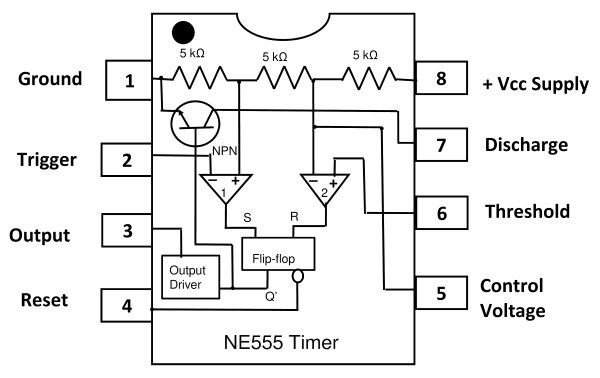 5 kΩ
5 kΩ
5 kΩ
Ground
1
8
+ Vcc Supply
NPN
7
Discharge
Trigger
2
− +
1
− +
2
6
Threshold
Output
3
S
R
Flip-flop
Output
Driver
Q'
5
Control
Voltage
Reset
4
NE555 Timer